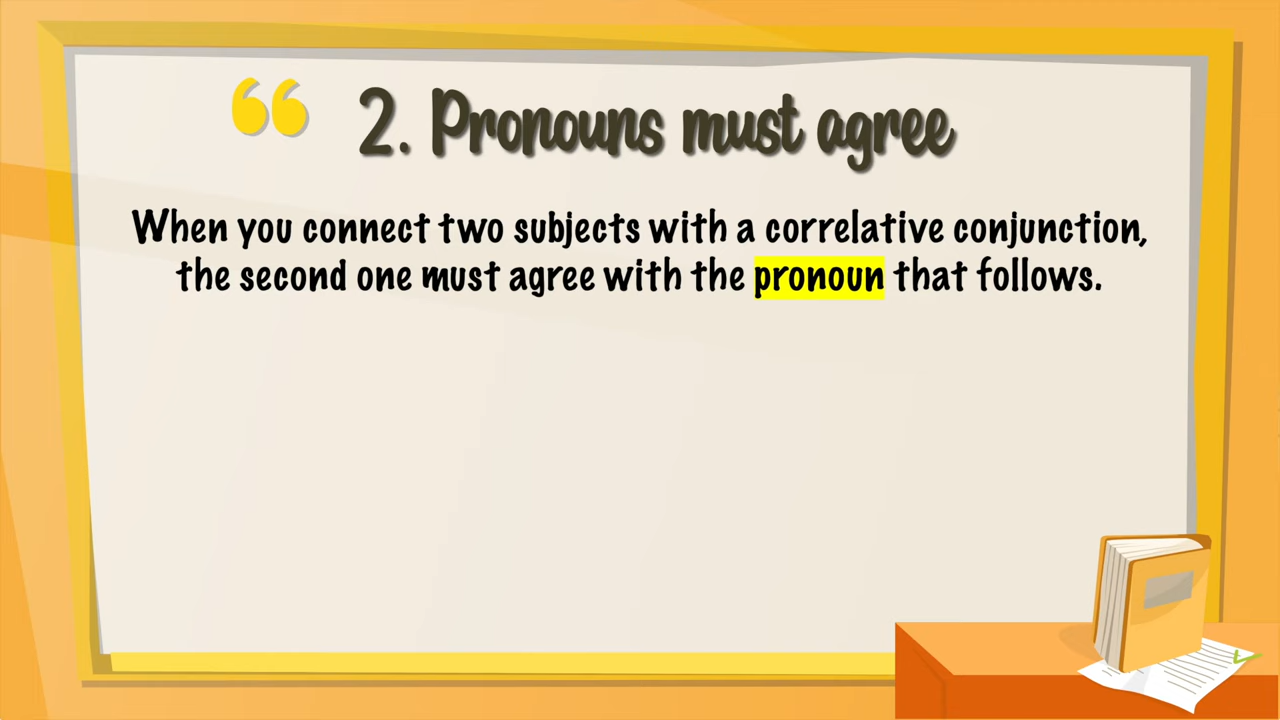 “ 2. Pronouns must agree
When you connect two subjects with a correlative conjunction,
the second one must agree with the pronoun that follows.